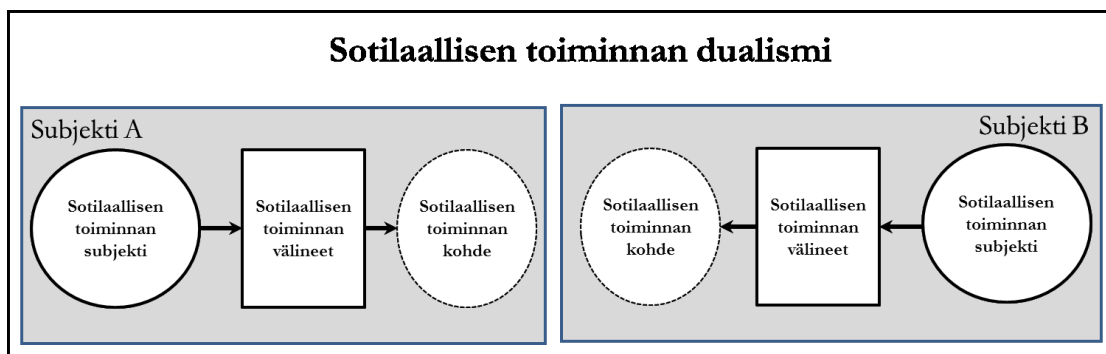 Sotilaallisen toiminnan dualismi
Subjekti A
Sotilaallisen
toiminnan
subjekti
Sotilaallisen
toiminnan
välineet
Sotilaallisen
toiminnan
kohde
Subjekti B
Sotilaallisen
toiminnan
kohde
Sotilaallisen
toiminnan
välineet
Sotilaallisen
toiminnan
subjekti